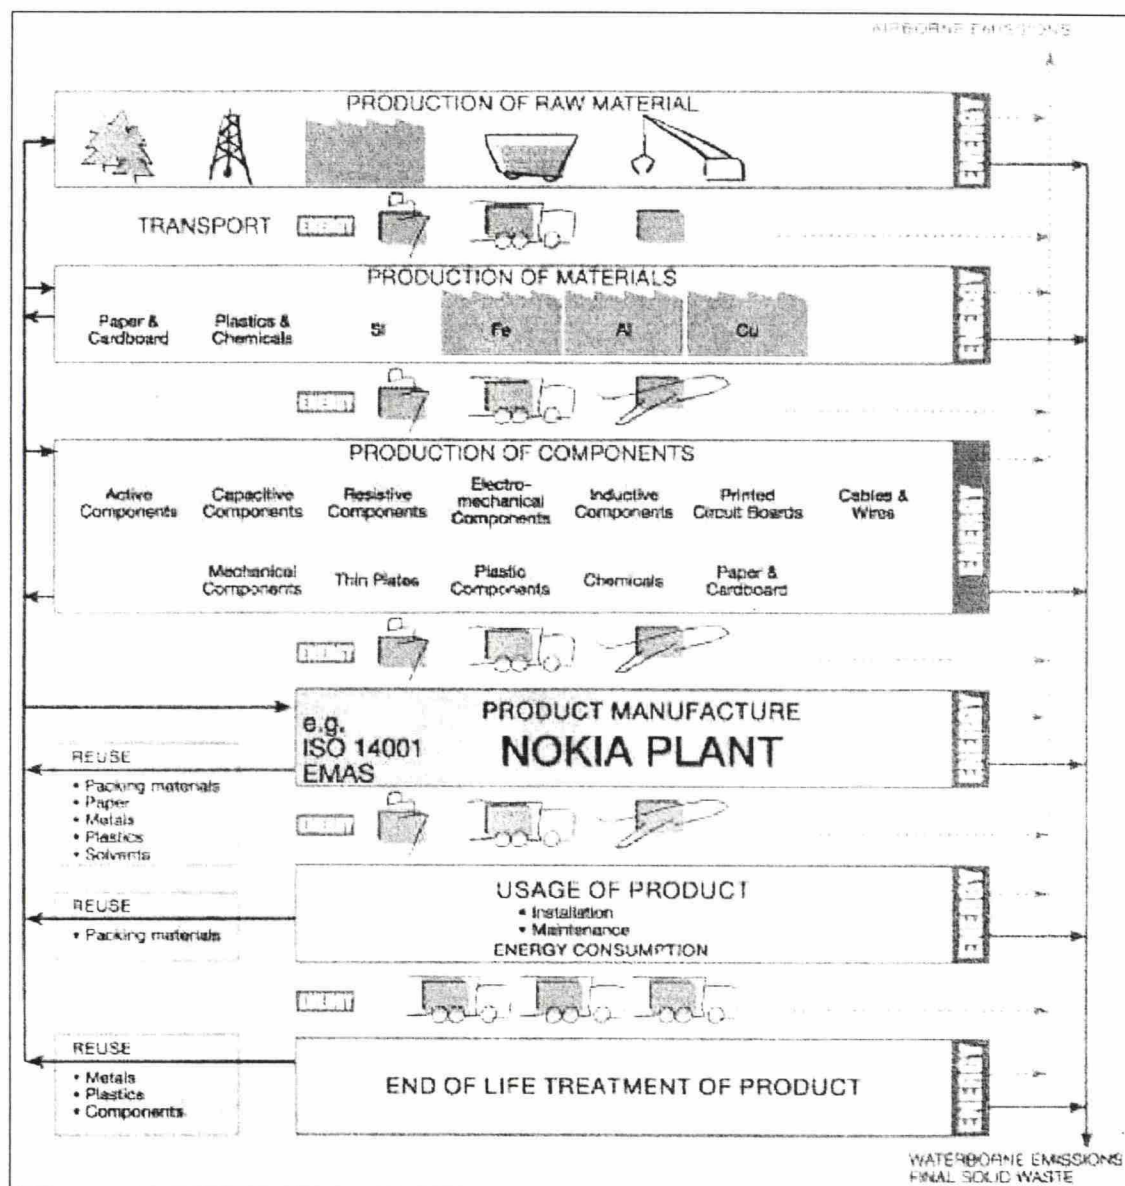 AIRBORNE EMISSIONS
PRODUCTION OF RAW MATERIAL
ENERGY
TRANSPORT
ENERGY
PRODUCTION OF MATERIALS
Paper &
Cardboard
Plastics &
Chemicals
Si
Fe
Al
Cu
ENERGY
ENERGY
PRODUCTION OF COMPONENTS
Active
Components
Capacitive
Components
Resistive
Components
Electro-
mechanical
Components
Inductive
Components
Printed
Circuit Boards
Cables &
Wires
Mechanical
Components
Thin Plates
Plastic
Components
Chemicals
Paper &
Cardboard
ENERGY
ENERGY
e.g.
ISO 14001
EMAS
PRODUCT MANUFACTURE
NOKIA PLANT
ENERGY
REUSE
• Packing materials
• Paper
• Metals
• Plastics
• Solvents
ENERGY
USAGE OF PRODUCT
• Installation
• Maintenance
ENERGY CONSUMPTION
ENERGY
REUSE
• Packing materials
ENERGY
REUSE
• Metals
• Plastics
• Components
END OF LIFE TREATMENT OF PRODUCT
ENERGY
WATERBORNE EMISSIONS
FINAL SOLID WASTE